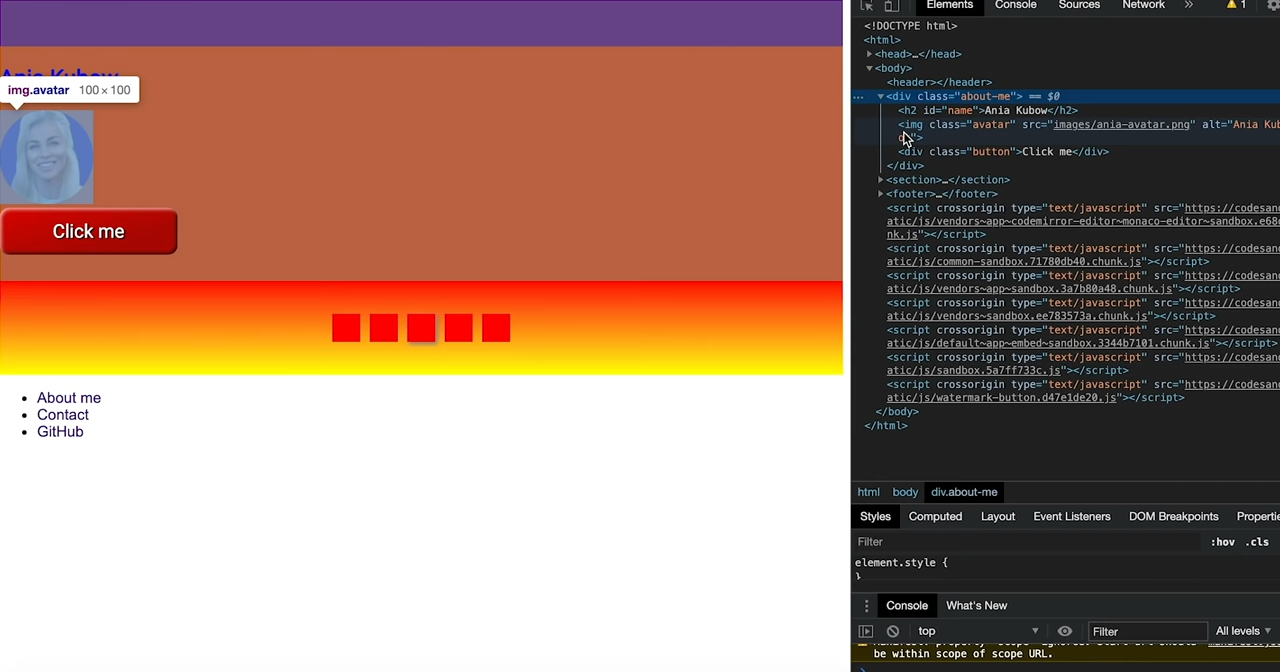 Ania Kubow
img.avatar 100 × 100
Click me
About me
Contact
GitHub
Elements Console Sources Network » 1
<!DOCTYPE html>
<html>
<head>…</head>
<body>
<header></header>
… <div class="about-me"> == $0
<h2 id="name">Ania Kubow</h2>
<img class="avatar" src="images/ania-avatar.png" alt="Ania Kub
">
<div class="button">Click me</div>
</div>
<section>…</section>
<footer>…</footer>
<script crossorigin type="text/javascript" src="https://codesan
atic/js/vendors~app~codemirror-editor~monaco-editor~sandbox.e68
nk.js"></script>
<script crossorigin type="text/javascript" src="https://codesan
atic/js/common-sandbox.71780db40.chunk.js"></script>
<script crossorigin type="text/javascript" src="https://codesan
atic/js/vendors~app~sandbox.3a7b80a48.chunk.js"></script>
<script crossorigin type="text/javascript" src="https://codesan
atic/js/vendors~sandbox.ee783573a.chunk.js"></script>
<script crossorigin type="text/javascript" src="https://codesan
atic/js/default~app~embed~sandbox.3344b7101.chunk.js"></script>
<script crossorigin type="text/javascript" src="https://codesan
atic/js/sandbox.5a7ff733c.js"></script>
<script crossorigin type="text/javascript" src="https://codesan
atic/js/watermark-button.d47e1de20.js"></script>
</body>
</html>
html body div.about-me
Styles Computed Layout Event Listeners DOM Breakpoints Properti
Filter :hov .cls
element.style {
}
Console What's New
top Filter All levels
be within scope of scope URL.